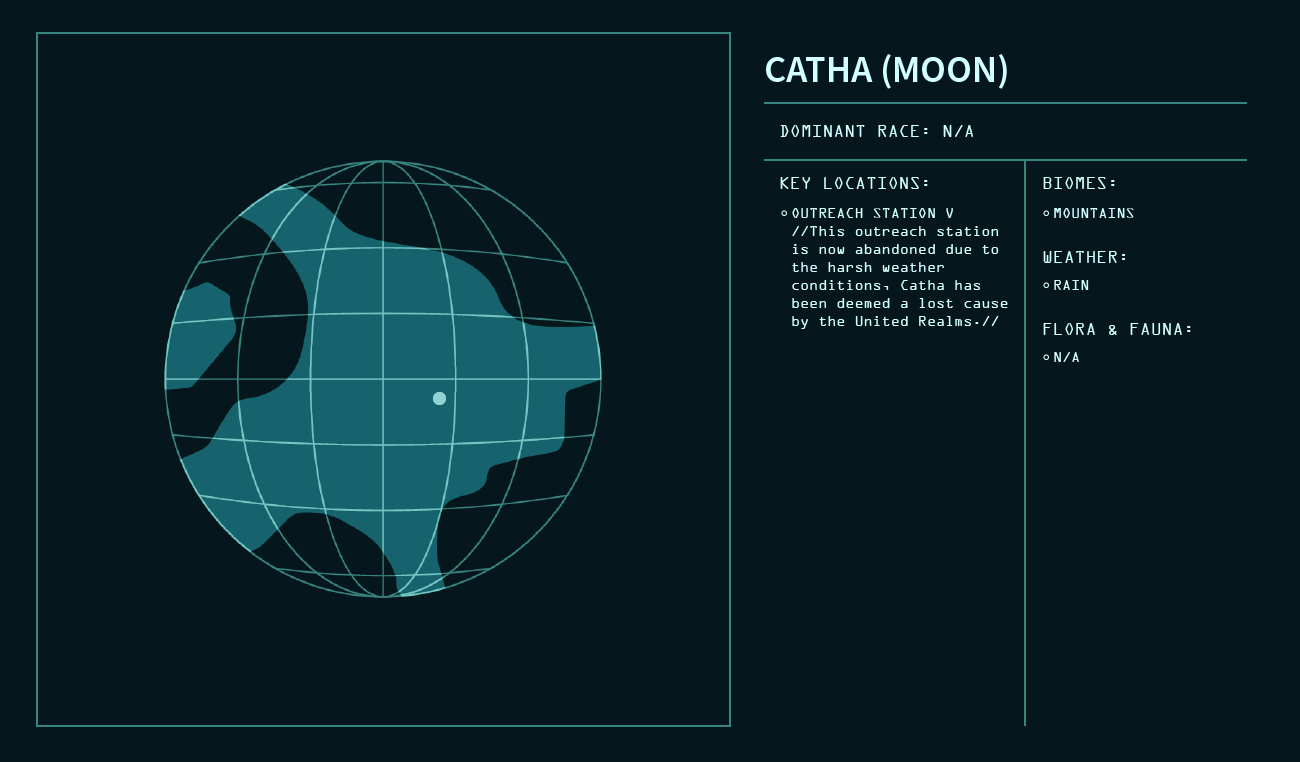 CATHA (MOON)
DOMINANT RACE: N/A
KEY LOCATIONS:
OUTREACH STATION V
//This outreach station
is now abandoned due to
the harsh weather
conditions, Catha has
been deemed a lost cause
by the United Realms.//
BIOMES:
MOUNTAINS
WEATHER:
RAIN
FLORA & FAUNA:
N/A